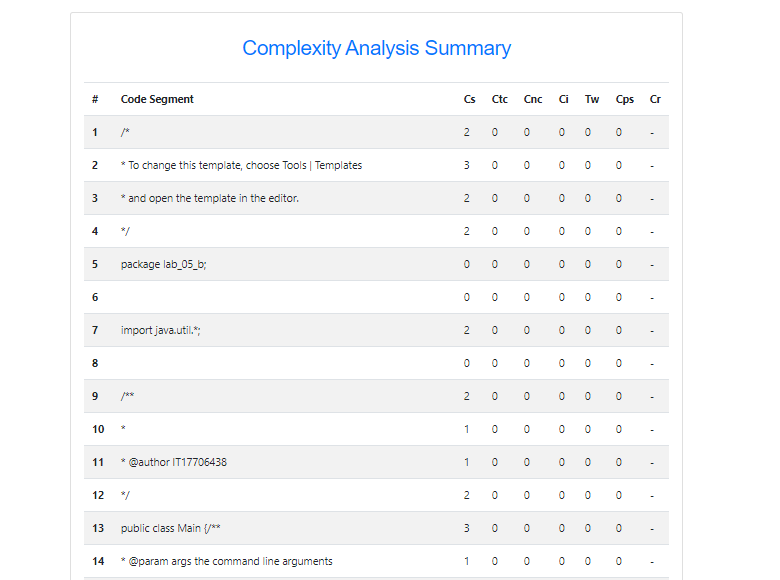 Complexity Analysis Summary
# Code Segment Cs Ctc Cnc Ci Tw Cps Cr
1 /* 2 0 0 0 0 0 -
2 * To change this template, choose Tools | Templates 3 0 0 0 0 0 -
3 * and open the template in the editor. 2 0 0 0 0 0 -
4 */ 2 0 0 0 0 0 -
5 package lab_05_b; 0 0 0 0 0 0 -
6 0 0 0 0 0 0 -
7 import java.util.*; 2 0 0 0 0 0 -
8 0 0 0 0 0 0 -
9 /** 2 0 0 0 0 0 -
10 * 1 0 0 0 0 0 -
11 * @author IT17706438 1 0 0 0 0 0 -
12 */ 2 0 0 0 0 0 -
13 public class Main {/** 3 0 0 0 0 0 -
14 * @param args the command line arguments 1 0 0 0 0 0 -